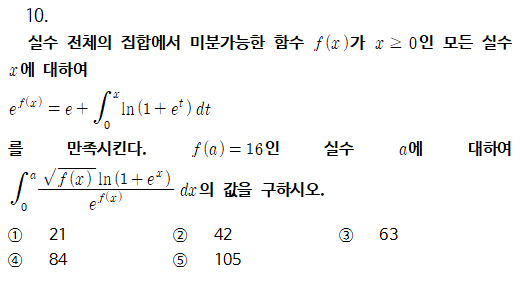 10.
실수 전체의 집합에서 미분가능한 함수 $f(x)$가 $x \geq 0$인 모든 실수
$x$에 대하여
$e^{f(x)} = e + \int_0^x \ln(1+e^t)\,dt$
를 만족시킨다. $f(a)=16$인 실수 $a$에 대하여
$\int_0^a \frac{\sqrt{f(x)}\ln(1+e^x)}{e^{f(x)}}\,dx$의 값을 구하시오.
① 21 ② 42 ③ 63
④ 84 ⑤ 105